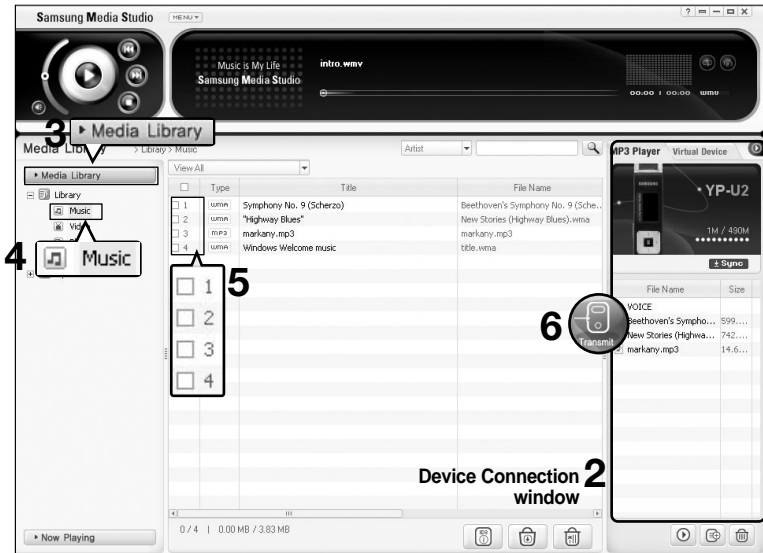 Samsung Media Studio
MENU
Music is My Life
Samsung Media Studio
intro.wmv
00:00 | 00:00 wmv
3
Media Library
Media Library > Library > Music
Artist
Media Library
Library
Music
4
Music
View All
Type Title File Name
1 WMA Symphony No. 9 (Scherzo) Beethoven's Symphony No. 9 (Sche..
2 WMA "Highway Blues" New Stories (Highway Blues).wma
3 MP3 markany.mp3 markany.mp3
4 WMA Windows Welcome music title.wma
5
1
2
3
4
MP3 Player Virtual Device
YP-U2
1M / 490M
Sync
File Name Size
VOICE
Beethoven's Sympho... 599....
New Stories (Highwa... 742....
markany.mp3 14.6...
6
Transmit
Device Connection window
2
0 / 4 | 0.00 MB / 3.83 MB
Now Playing